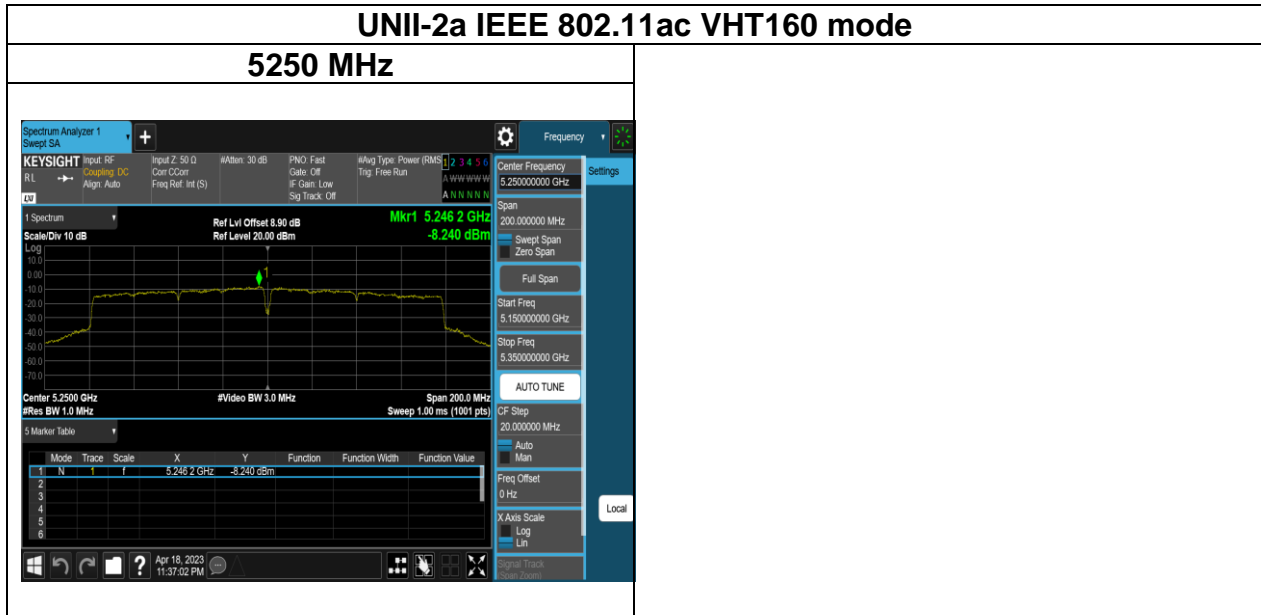 UNII-2a IEEE 802.11ac VHT160 mode
5250 MHz
Spectrum Analyzer 1
Swept SA
Frequency
KEYSIGHT Input: RF Input Z: 50 Ω #Atten: 30 dB PNO: Fast #Avg Type: Power (RMS 1 2 3 4 5 6
RL Coupling: DC Corr CCorr Gate: Off Trig: Free Run
Align: Auto Freq Ref: Int (S) IF Gain: Low A W W W W W
LXI Sig Track: Off A N N N N N
Center Frequency
5.250000000 GHz
Settings
1 Spectrum
Ref Lvl Offset 8.90 dB
Mkr1 5.246 2 GHz
Scale/Div 10 dB
Ref Level 20.00 dBm
-8.240 dBm
Log
10.0
0.00
-10.0
-20.0
-30.0
-40.0
-50.0
-60.0
-70.0
1
Center 5.2500 GHz #Video BW 3.0 MHz Span 200.0 MHz
#Res BW 1.0 MHz Sweep 1.00 ms (1001 pts)
Span
200.000000 MHz
Swept Span
Zero Span
Full Span
Start Freq
5.150000000 GHz
Stop Freq
5.350000000 GHz
AUTO TUNE
CF Step
20.000000 MHz
Auto
Man
Freq Offset
0 Hz
X Axis Scale
Log
Lin
Signal Track
(Span Zoom)
Local
5 Marker Table
Mode Trace Scale X Y Function Function Width Function Value
1 N 1 f 5.246 2 GHz -8.240 dBm
2
3
4
5
6
? Apr 18, 2023
11:37:02 PM